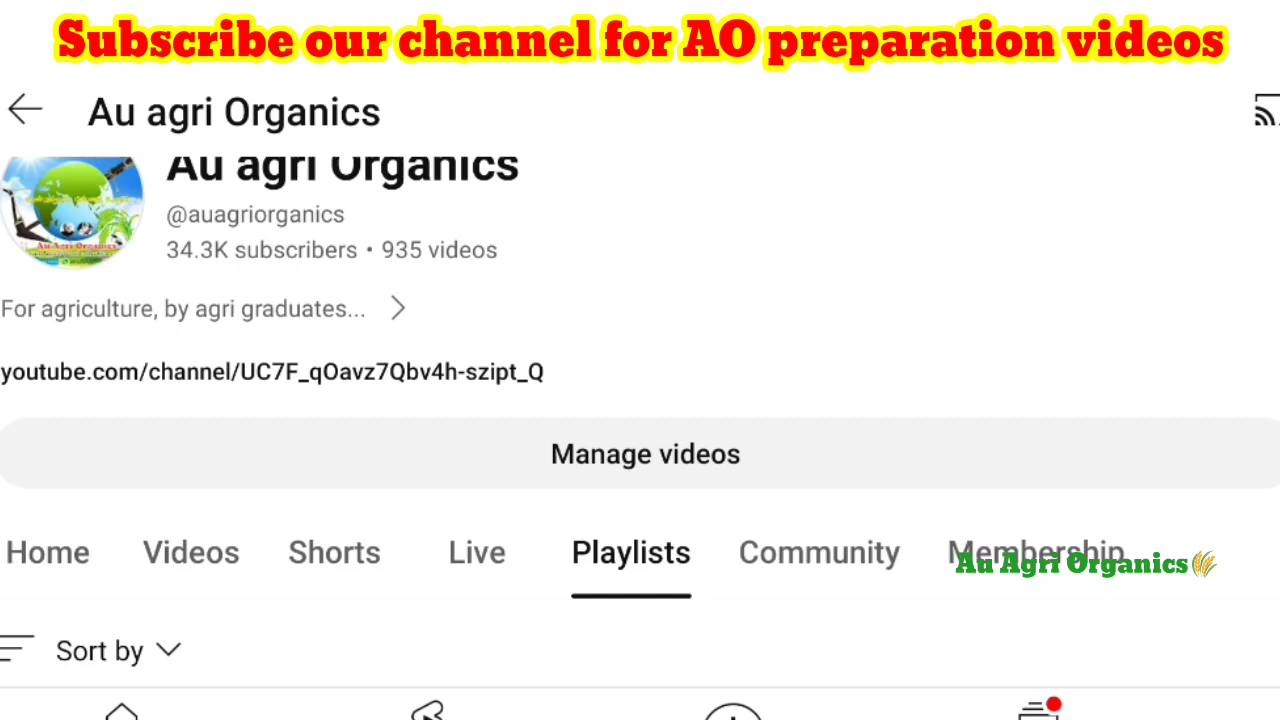 Subscribe our channel for AO preparation videos
Au agri Organics
Au agri Organics
@auagriorganics
34.3K subscribers • 935 videos
For agriculture, by agri graduates...
youtube.com/channel/UC7F_qOavz7Qbv4h-szipt_Q
Manage videos
Home Videos Shorts Live Playlists Community Membership
Au Agri Organics
Sort by